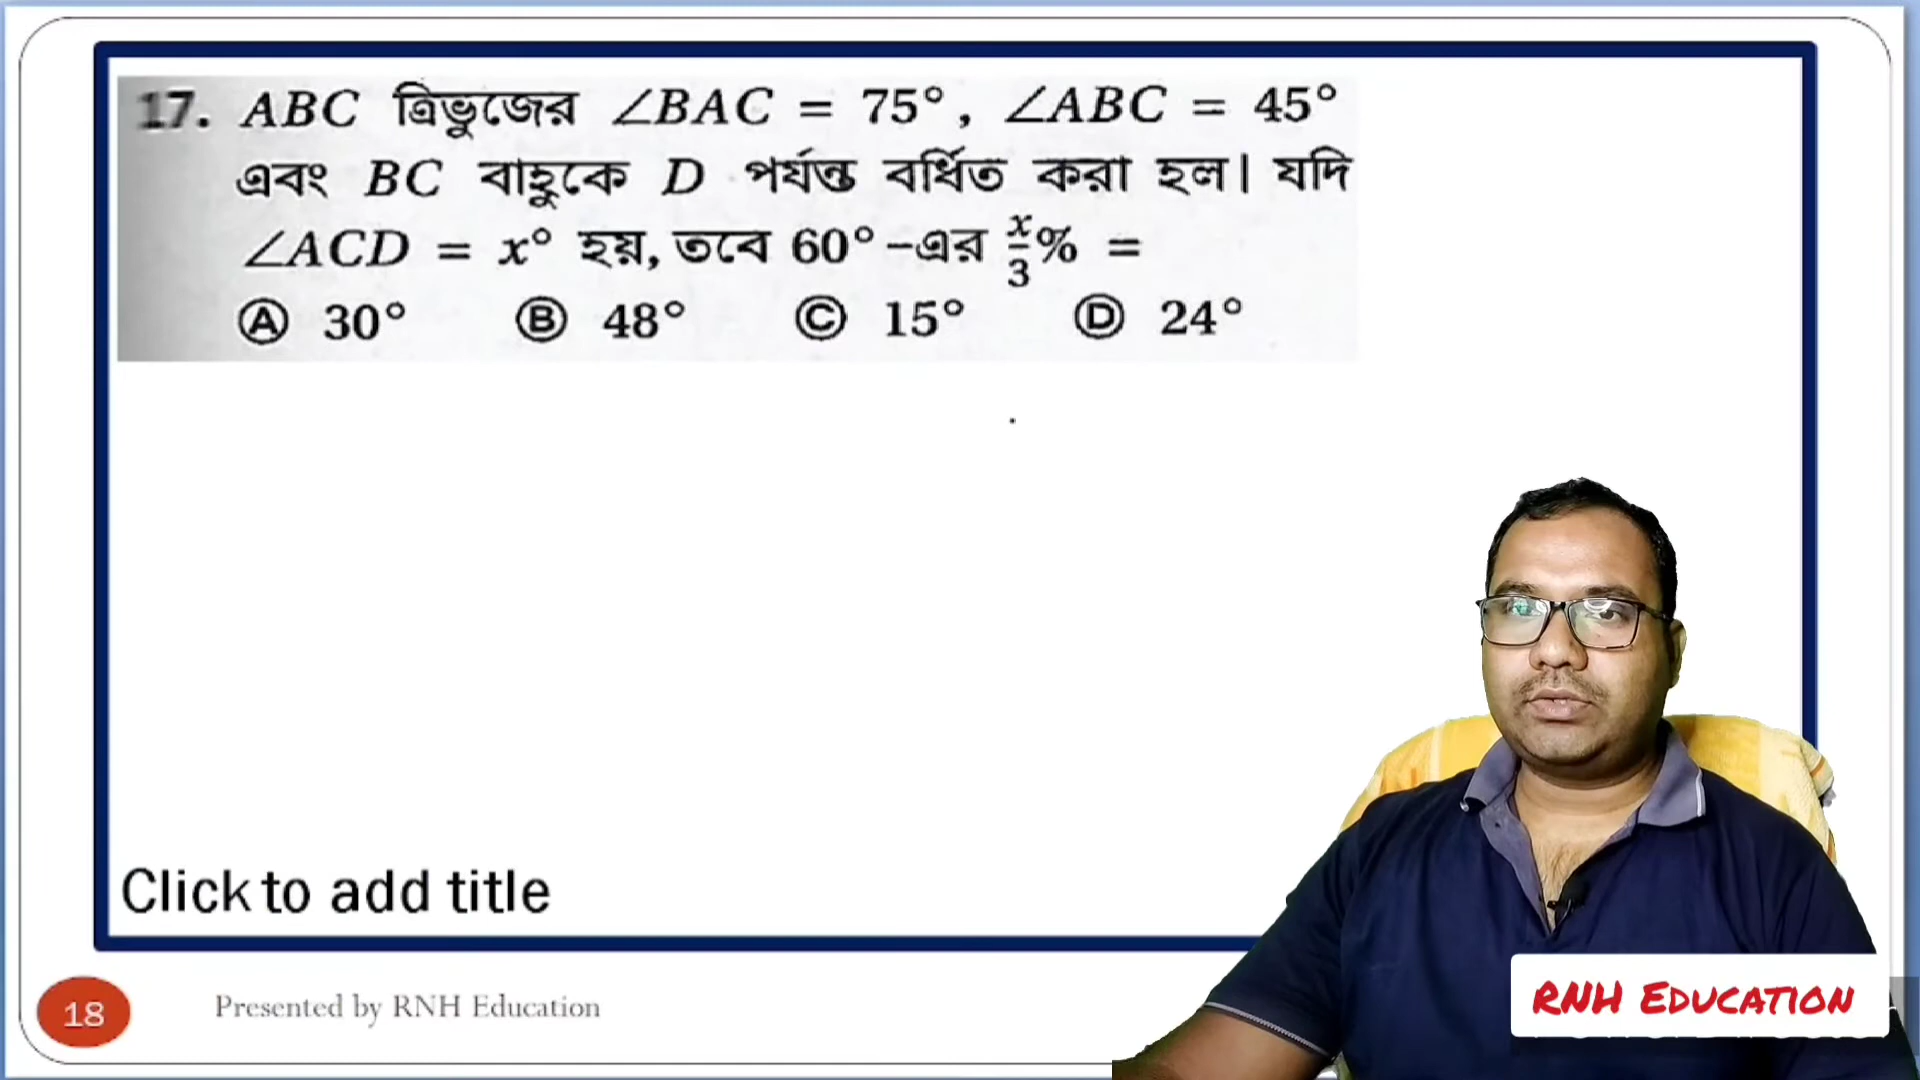 17. ABC ত্রিভুজের ∠BAC = 75°, ∠ABC = 45°
এবং BC বাহুকে D পর্যন্ত বর্ধিত করা হল। যদি
∠ACD = x° হয়, তবে 60° –এর x/3% =
Ⓐ 30° Ⓑ 48° Ⓒ 15° Ⓓ 24°
Click to add title
18 Presented by RNH Education
RNH Education